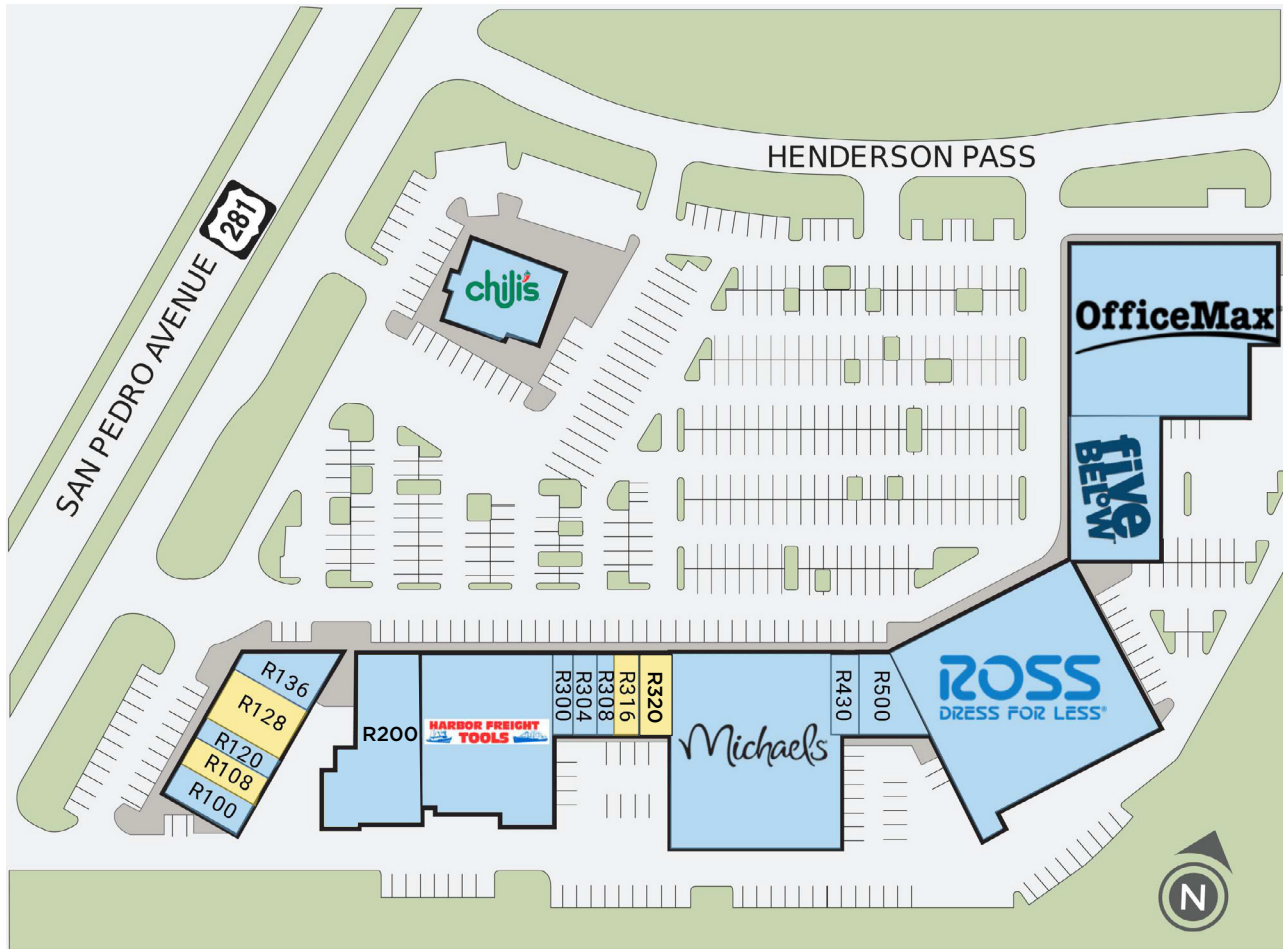 HENDERSON PASS
281
SAN PEDRO AVENUE
chili's
OfficeMax
five
BELOW
R136
R128
R120
R108
R100
R200
HARBOR FREIGHT
TOOLS
R300
R304
R308
R316
R320
Michaels
R430
R500
ROSS
DRESS FOR LESS®
N